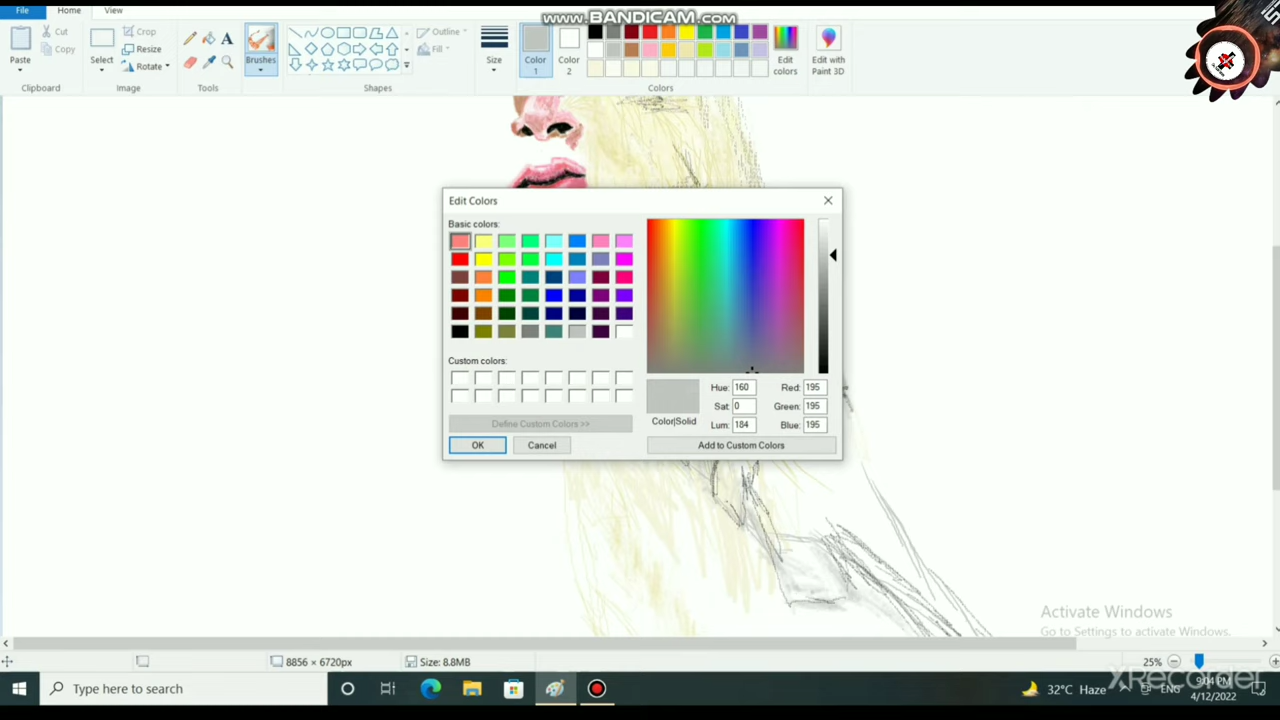 www.BANDICAM.com
File Home View
Paste
Clipboard
Select
Cut
Copy
Crop
Resize
Rotate
Image
Tools
Brushes
Shapes
Outline
Fill
Size
Color 1
Color 2
Colors
Edit colors
Edit with Paint 3D
Edit Colors
Basic colors:
Custom colors:
Define Custom Colors >>
OK Cancel
Color|Solid
Hue: 160
Sat: 0
Lum: 184
Red: 195
Green: 195
Blue: 195
Add to Custom Colors
Activate Windows
Go to Settings to activate Windows.
8856 × 6720px
Size: 8.8MB
25%
XRecorder
Type here to search
32°C Haze
ENG
9:04 PM
4/12/2022